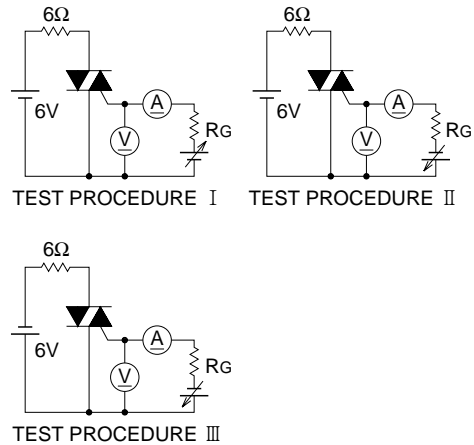 6Ω
6V
A
V
RG
TEST PROCEDURE Ⅰ
6Ω
6V
A
V
RG
TEST PROCEDURE Ⅱ
6Ω
6V
A
V
RG
TEST PROCEDURE Ⅲ